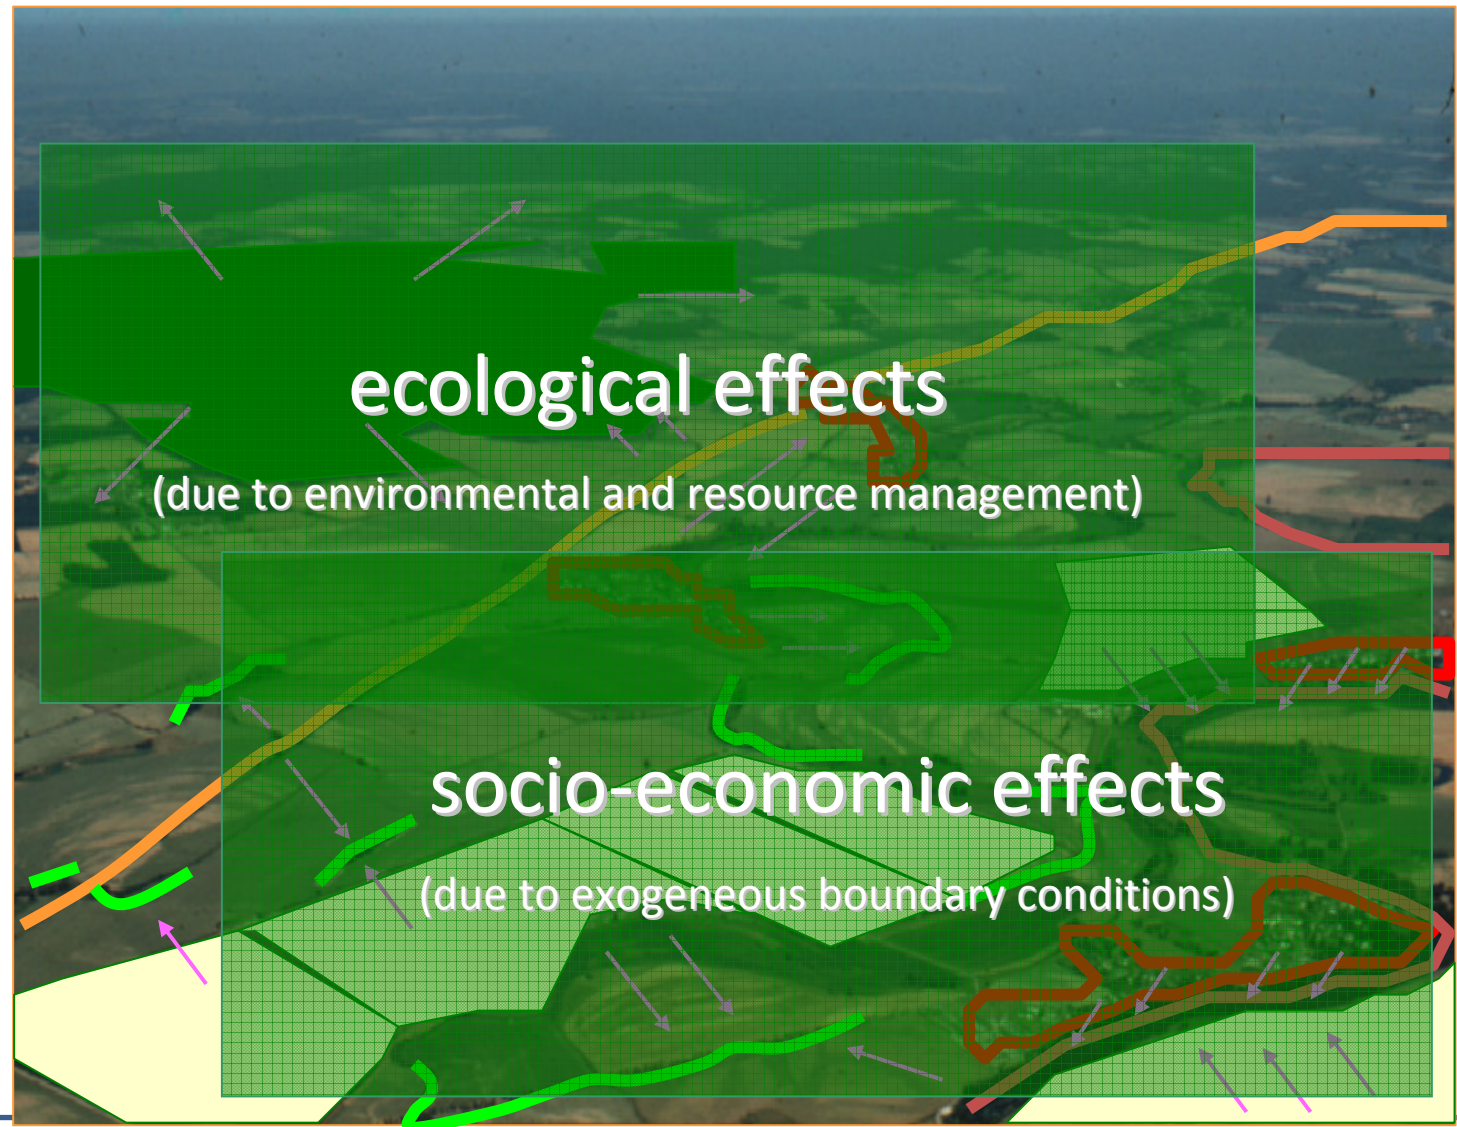 ecological effects
(due to environmental and resource management)
socio-economic effects
(due to exogeneous boundary conditions)